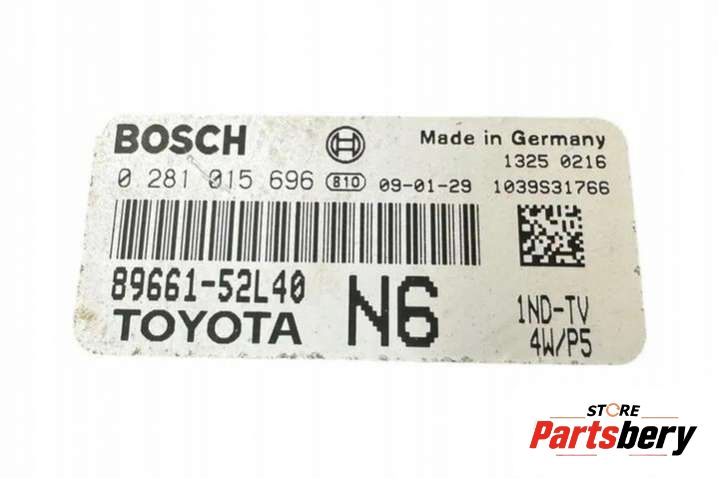 BOSCH Made in Germany
1325 0216
0 281 015 696 810 09-01-29 1039S31766
89661-52L40
TOYOTA N6 1ND-TV
4W/P5
STORE
Partsbery